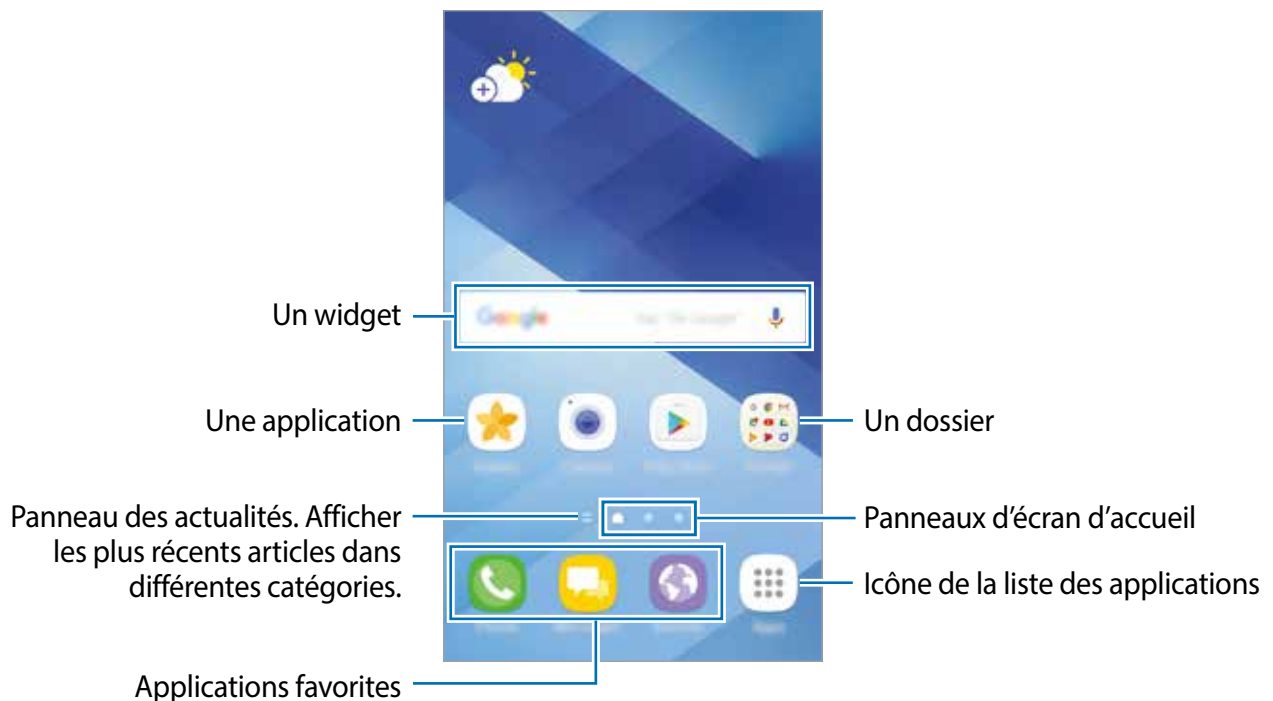 Un widget
Google
Une application
Un dossier
Panneau des actualités. Afficher
les plus récents articles dans
différentes catégories.
Panneaux d'écran d'accueil
Icône de la liste des applications
Applications favorites